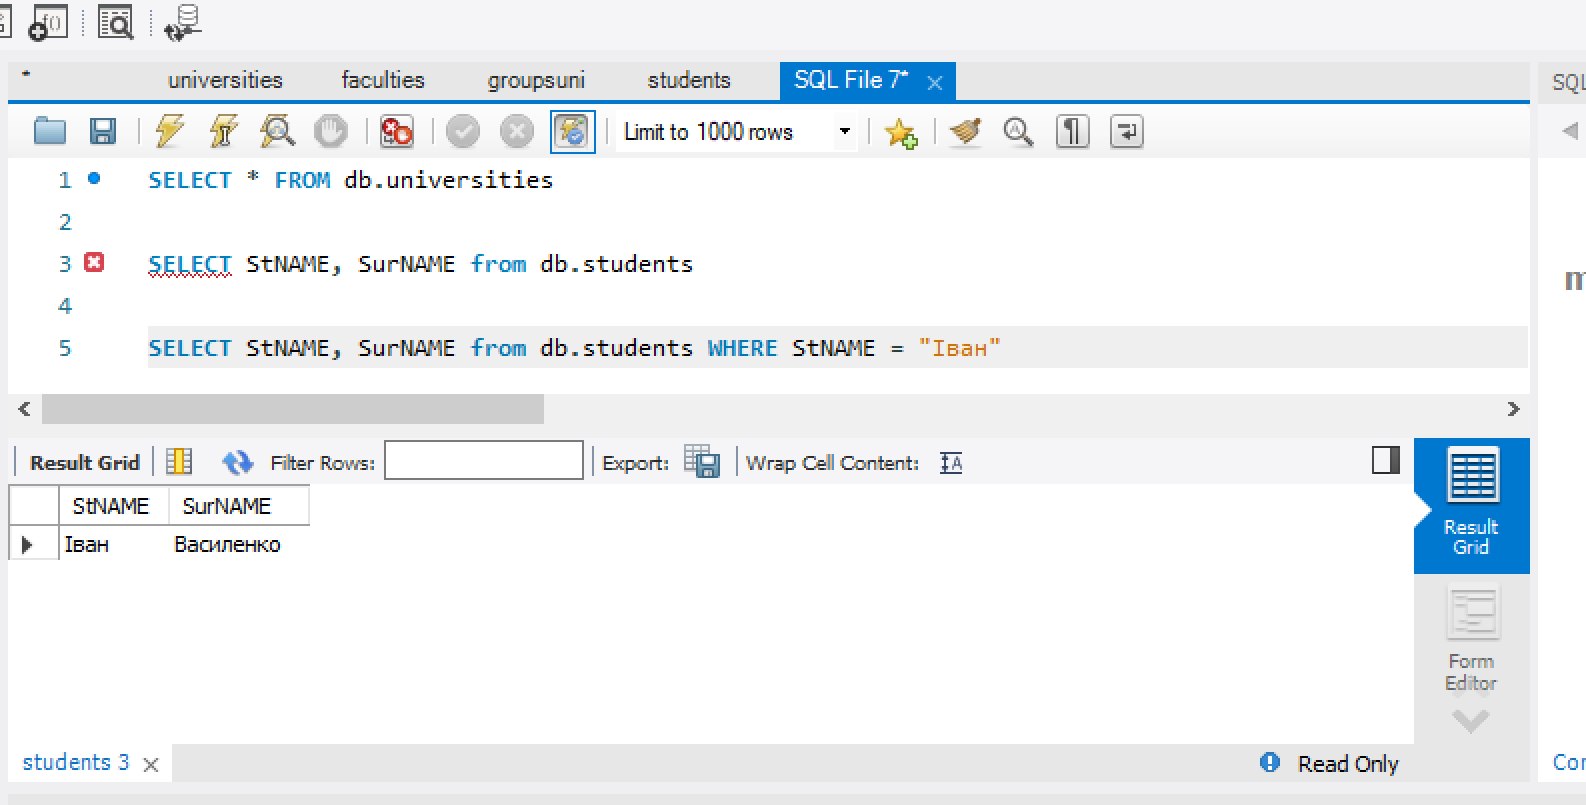 f()
*
universities
faculties
groupsuni
students
SQL File 7*
Limit to 1000 rows
1 SELECT * FROM db.universities
2
3 SELECT StNAME, SurNAME from db.students
4
5 SELECT StNAME, SurNAME from db.students WHERE StNAME = "Іван"
Result Grid
Filter Rows:
Export:
Wrap Cell Content:
StNAME SurNAME
Іван Василенко
Result
Grid
Form
Editor
students 3
Read Only